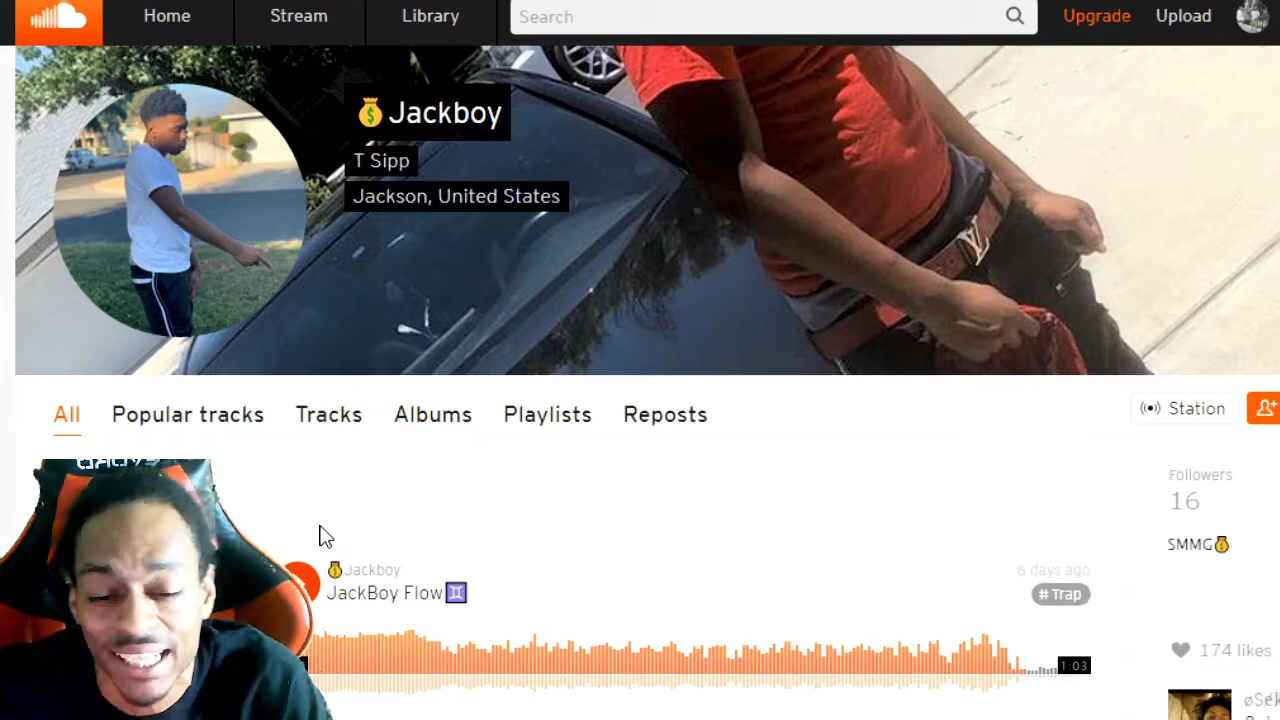 Home Stream Library Search Upgrade Upload
💰Jackboy
T Sipp
Jackson, United States
All Popular tracks Tracks Albums Playlists Reposts Station
Followers
16
SMMG💰
💰Jackboy 6 days ago
JackBoy Flow♊ # Trap
1:03
174 likes